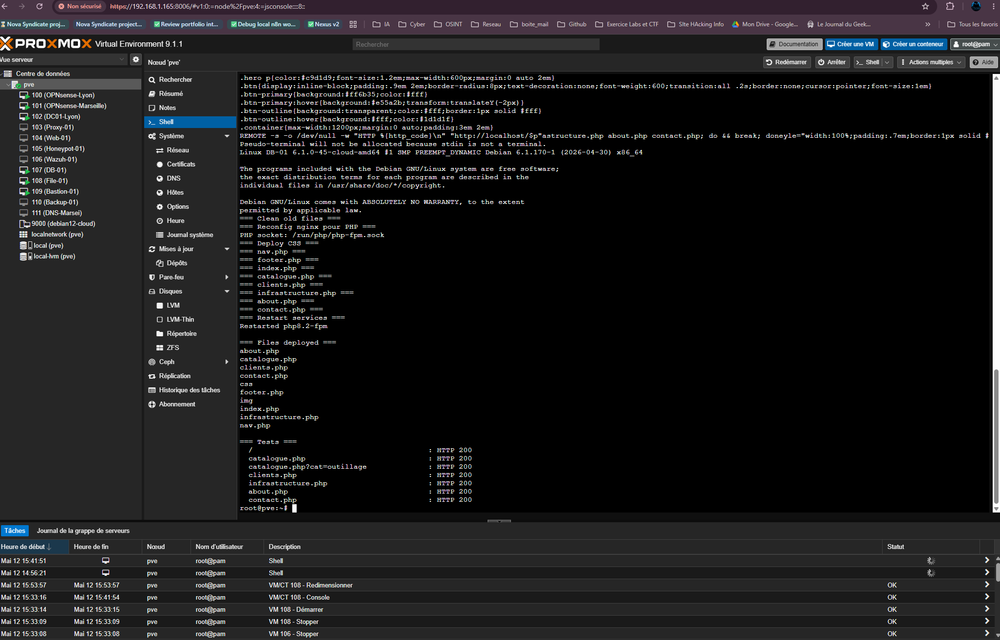 Non sécurisé
https://192.168.1.165:8006/#v1:0:=node%2Fpve:4:=jsconsole::::8::
Nova Syndicate proj...
Nova Syndicate project...
Review portfolio int...
Debug local n8n wo...
Nexus v2
IA
Cyber
OSINT
Reseau
boite_mail
Github
Exercice Labs et CTF
SIte HAcking Info
Mon Drive - Google...
Le Journal du Geek...
»
Tous les favoris
PROXMOX Virtual Environment 9.1.1
Rechercher
Documentation
Créer une VM
Créer un conteneur
root@pam
Vue serveur
Centre de données
pve
100 (OPNsense-Lyon)
101 (OPNsense-Marseille)
102 (DC01-Lyon)
103 (Proxy-01)
104 (Web-01)
105 (Honeypot-01)
106 (Wazuh-01)
107 (DB-01)
108 (File-01)
109 (Bastion-01)
110 (Backup-01)
111 (DNS-Marsei)
9000 (debian12-cloud)
localnetwork (pve)
local (pve)
local-lvm (pve)
Nœud 'pve'
Redémarrer
Arrêter
Shell
Actions multiples
Aide
Rechercher
Résumé
Notes
Shell
Système
Réseau
Certificats
DNS
Hôtes
Options
Heure
Journal système
Mises à jour
Dépôts
Pare-feu
Disques
LVM
LVM-Thin
Répertoire
ZFS
Ceph
Réplication
Historique des tâches
Abonnement
.hero p{color:#c9d1d9;font-size:1.2em;max-width:600px;margin:0 auto 2em}
.btn{display:inline-block;padding:.9em 2em;border-radius:8px;text-decoration:none;font-weight:600;transition:all .2s;border:none;cursor:pointer;font-size:1em}
.btn-primary{background:#ff6b35;color:#fff}
.btn-primary:hover{background:#e55a2b;transform:translateY(-2px)}
.btn-outline{background:transparent;color:#fff;border:1px solid #fff}
.btn-outline:hover{background:#fff;color:#1d1d1f}
.container{max-width:1200px;margin:0 auto;padding:3em 2em}
REMOTE -s -o /dev/null -w "HTTP %{http_code}\n" "http://localhost/$p"astructure.php about.php contact.php; do && break; doneyle="width:100%;padding:.7em;border:1px solid #
Pseudo-terminal will not be allocated because stdin is not a terminal.
Linux DB-01 6.1.0-45-cloud-amd64 #1 SMP PREEMPT_DYNAMIC Debian 6.1.170-1 (2026-04-30) x86_64
The programs included with the Debian GNU/Linux system are free software;
the exact distribution terms for each program are described in the
individual files in /usr/share/doc/*/copyright.
Debian GNU/Linux comes with ABSOLUTELY NO WARRANTY, to the extent
permitted by applicable law.
=== Clean old files ===
=== Reconfig nginx pour PHP ===
PHP socket: /run/php/php-fpm.sock
=== Deploy CSS ===
=== nav.php ===
=== footer.php ===
=== index.php ===
=== catalogue.php ===
=== clients.php ===
=== infrastructure.php ===
=== about.php ===
=== contact.php ===
=== Restart services ===
Restarted php8.2-fpm
=== Files deployed ===
about.php
catalogue.php
clients.php
contact.php
css
footer.php
img
index.php
infrastructure.php
nav.php
=== Tests ===
/ : HTTP 200
catalogue.php : HTTP 200
catalogue.php?cat=outillage : HTTP 200
clients.php : HTTP 200
infrastructure.php : HTTP 200
about.php : HTTP 200
contact.php : HTTP 200
root@pve:~#
Tâches
Journal de la grappe de serveurs
Heure de début Heure de fin Nœud Nom d'utilisateur Description Statut
Mai 12 15:41:51 pve root@pam Shell
Mai 12 14:56:21 pve root@pam Shell
Mai 12 15:53:57 Mai 12 15:53:57 pve root@pam VM/CT 108 - Redimensionner OK
Mai 12 15:33:16 Mai 12 15:41:54 pve root@pam VM/CT 108 - Console OK
Mai 12 15:33:14 Mai 12 15:33:15 pve root@pam VM 108 - Démarrer OK
Mai 12 15:33:09 Mai 12 15:33:09 pve root@pam VM 108 - Stopper OK
Mai 12 15:33:08 Mai 12 15:33:08 pve root@pam VM 106 - Stopper OK